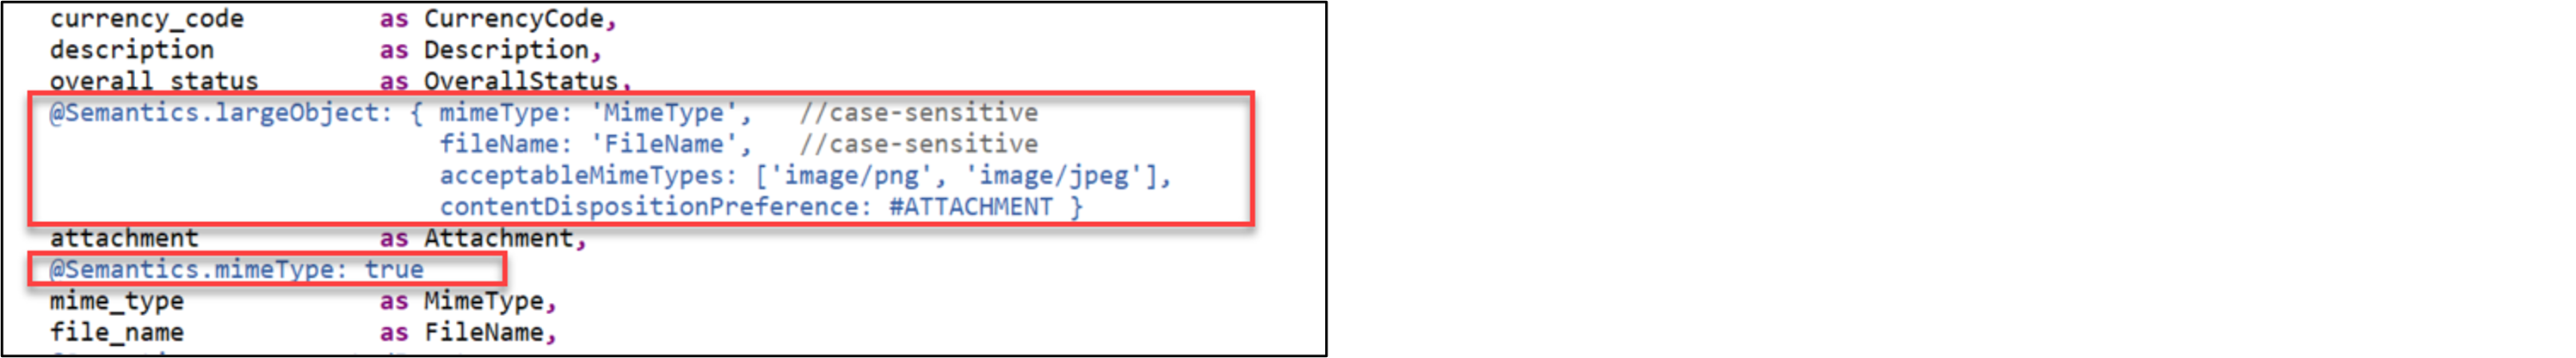 currency_code as CurrencyCode,
description as Description,
overall_status as OverallStatus,
@Semantics.largeObject: { mimeType: 'MimeType', //case-sensitive
fileName: 'FileName', //case-sensitive
acceptableMimeTypes: ['image/png', 'image/jpeg'],
contentDispositionPreference: #ATTACHMENT }
attachment as Attachment,
@Semantics.mimeType: true
mime_type as MimeType,
file_name as FileName,